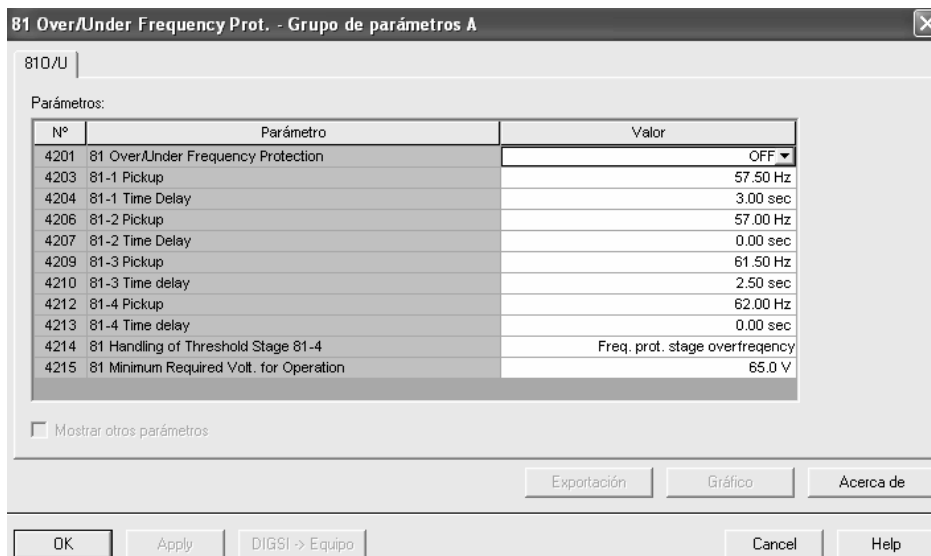 81 Over/Under Frequency Prot. - Grupo de parámetros A
81O/U
Parámetros:
Nº Parámetro Valor
4201 81 Over/Under Frequency Protection OFF
4203 81-1 Pickup 57.50 Hz
4204 81-1 Time Delay 3.00 sec
4206 81-2 Pickup 57.00 Hz
4207 81-2 Time Delay 0.00 sec
4209 81-3 Pickup 61.50 Hz
4210 81-3 Time delay 2.50 sec
4212 81-4 Pickup 62.00 Hz
4213 81-4 Time delay 0.00 sec
4214 81 Handling of Threshold Stage 81-4 Freq. prot. stage overfreqency
4215 81 Minimum Required Volt. for Operation 65.0 V
Mostrar otros parámetros
Exportación Gráfico Acerca de
OK Apply DIGSI -> Equipo Cancel Help